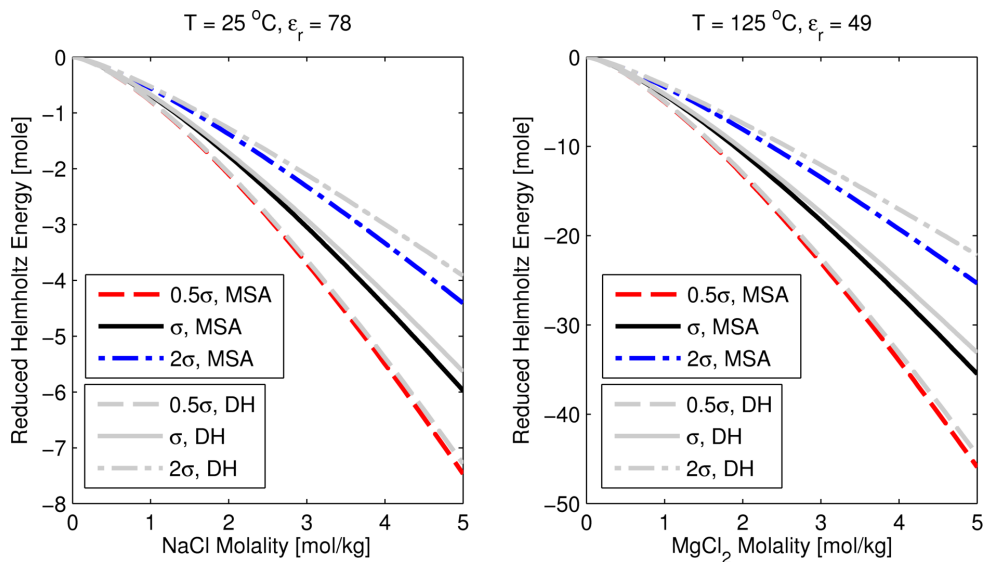 T = 25 °C, εr = 78
Reduced Helmholtz Energy [mole]
0
−1
−2
−3
−4
−5
−6
−7
−8
0.5σ, MSA
σ, MSA
2σ, MSA
0.5σ, DH
σ, DH
2σ, DH
0 1 2 3 4 5
NaCl Molality [mol/kg]
T = 125 °C, εr = 49
Reduced Helmholtz Energy [mole]
0
−10
−20
−30
−40
−50
0.5σ, MSA
σ, MSA
2σ, MSA
0.5σ, DH
σ, DH
2σ, DH
0 1 2 3 4 5
MgCl2 Molality [mol/kg]